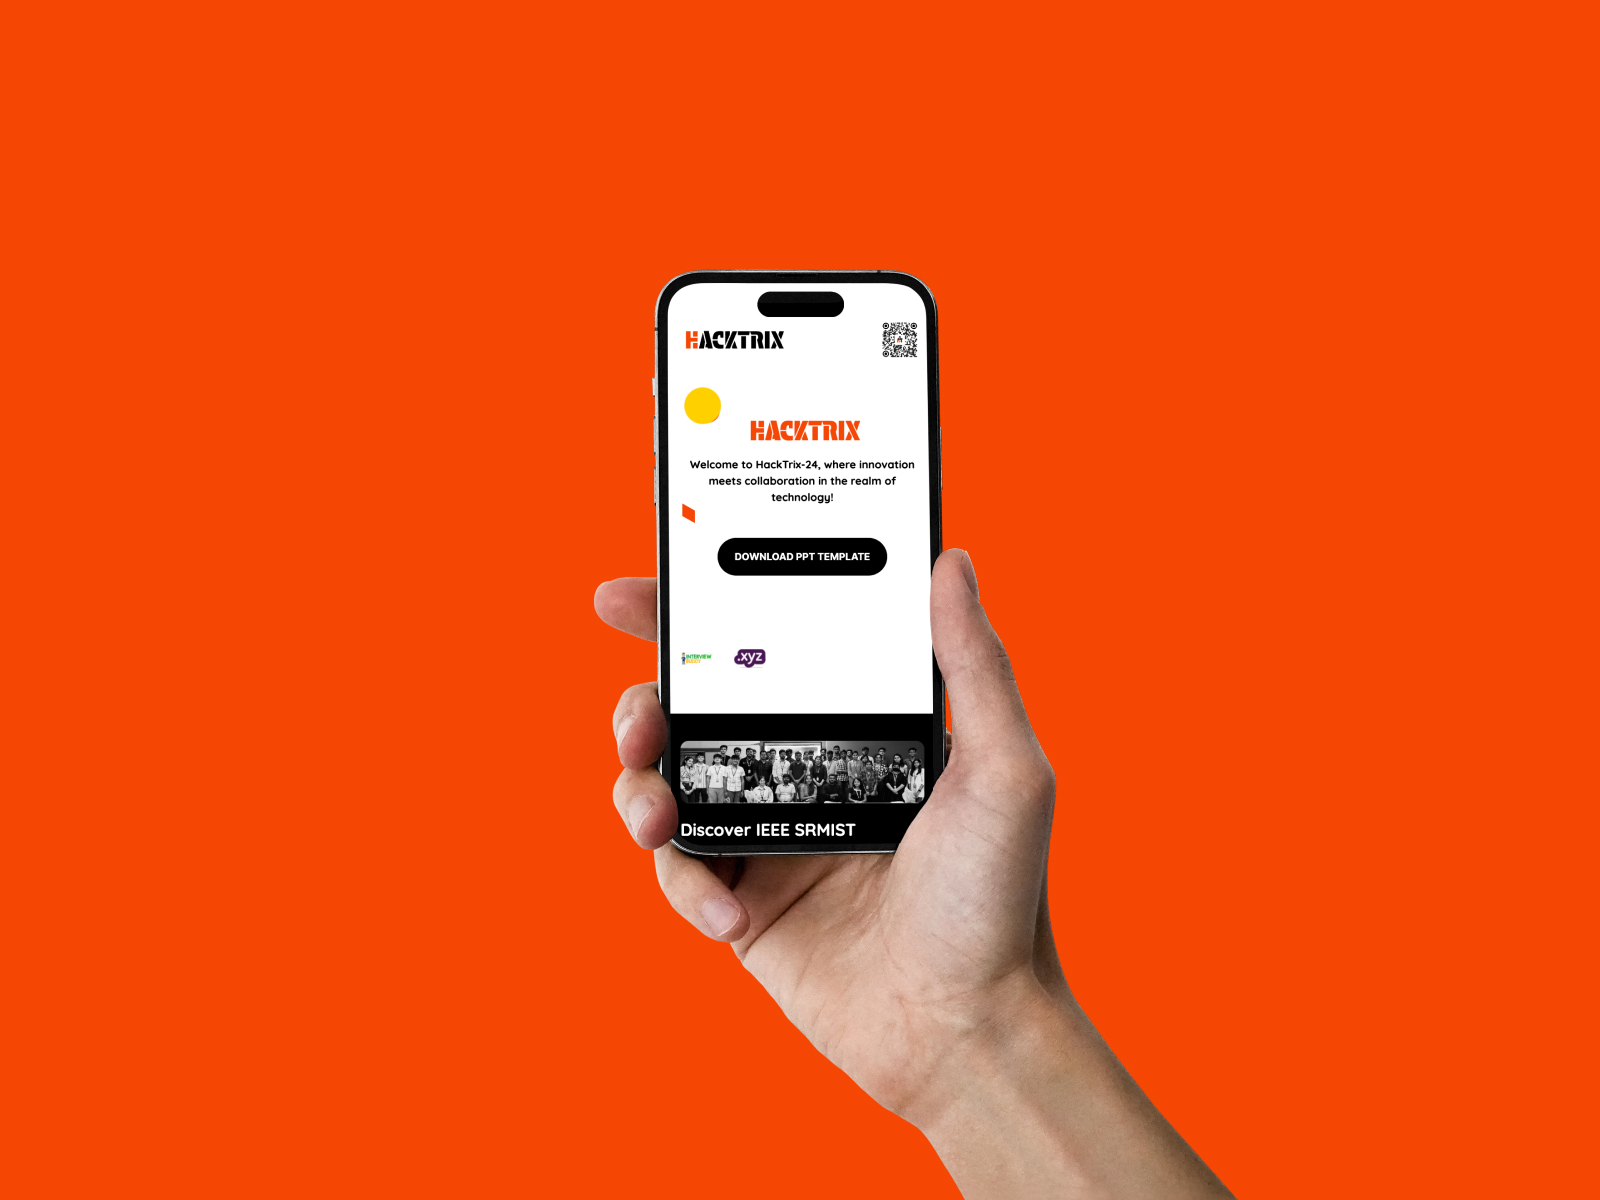 HACKTRIX
HACKTRIX
Welcome to HackTrix-24, where innovation
meets collaboration in the realm of
technology!
DOWNLOAD PPT TEMPLATE
INTERVIEW
BUDDY
.xyz
Discover IEEE SRMIST